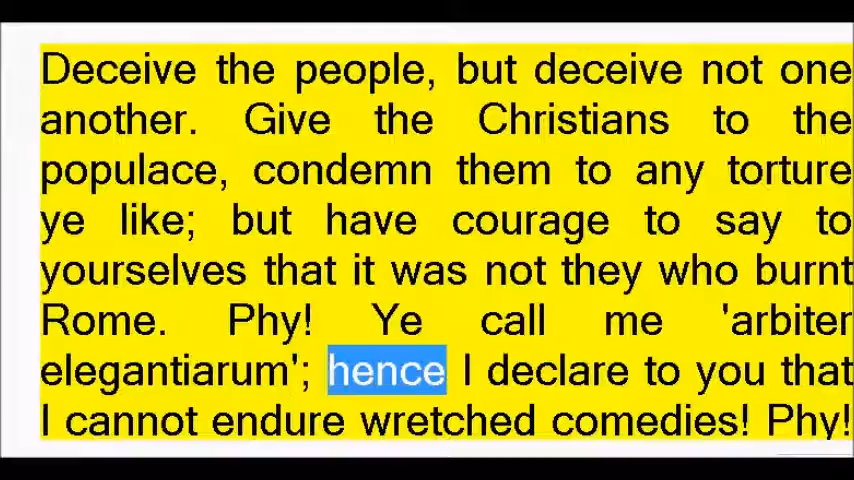 Deceive the people, but deceive not one
another. Give the Christians to the
populace, condemn them to any torture
ye like; but have courage to say to
yourselves that it was not they who burnt
Rome. Phy! Ye call me 'arbiter
elegantiarum'; hence I declare to you that
I cannot endure wretched comedies! Phy!